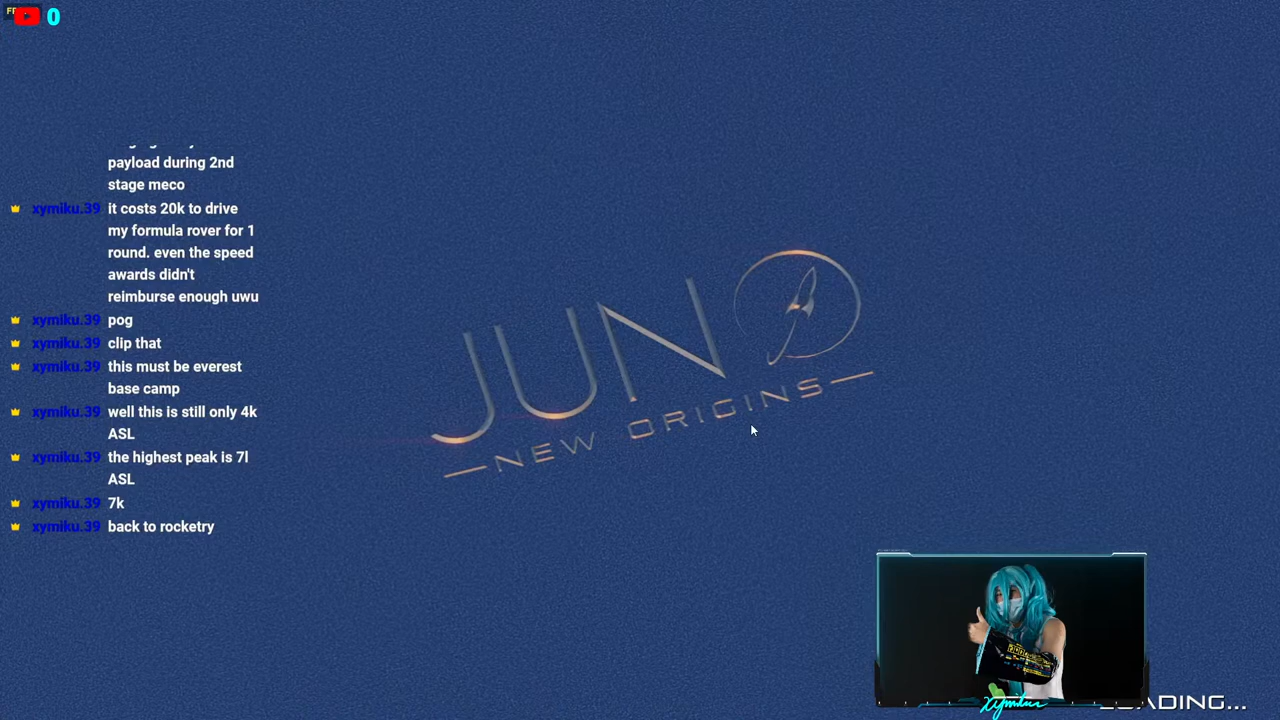 0
payload during 2nd
stage meco
xymiku.39 it costs 20k to drive
my formula rover for 1
round. even the speed
awards didn't
reimburse enough uwu
xymiku.39 pog
xymiku.39 clip that
xymiku.39 this must be everest
base camp
xymiku.39 well this is still only 4k
ASL
xymiku.39 the highest peak is 7l
ASL
xymiku.39 7k
xymiku.39 back to rocketry
JUNO
NEW ORIGINS
LOADING...